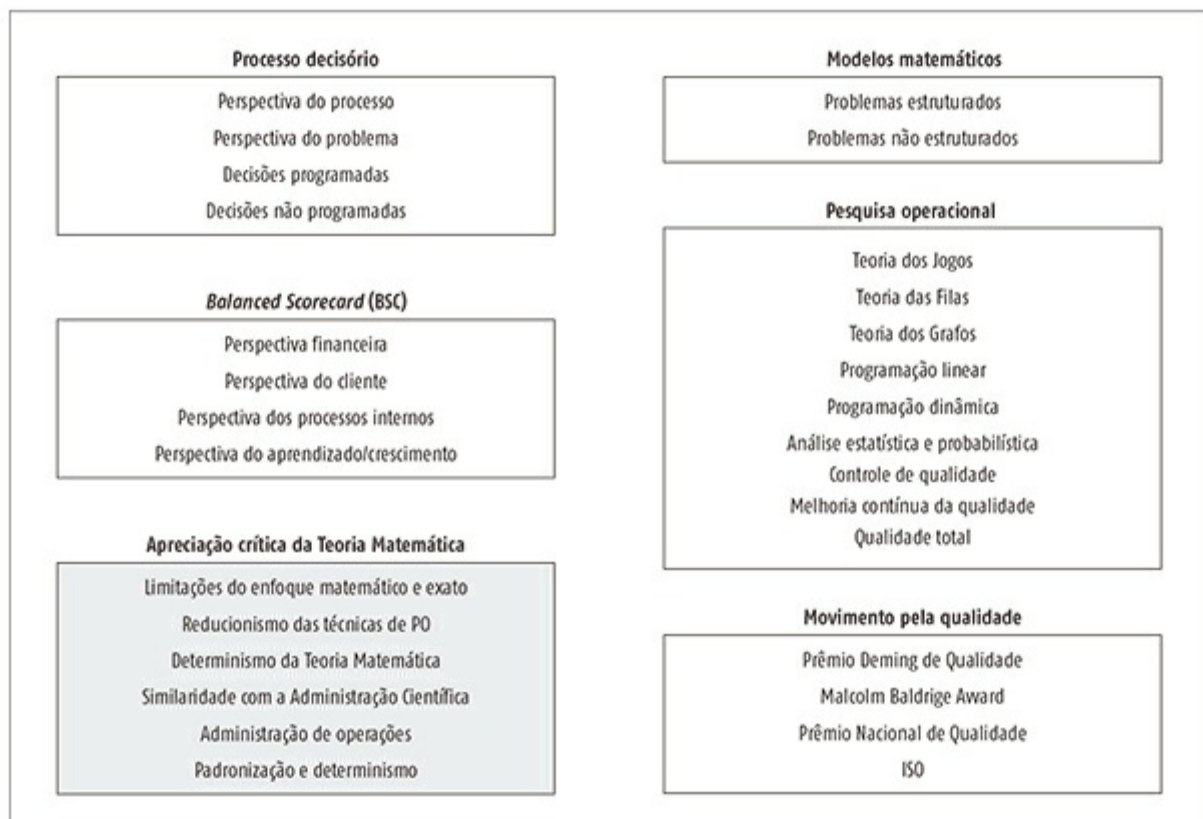 Processo decisório
Perspectiva do processo
Perspectiva do problema
Decisões programadas
Decisões não programadas
Balanced Scorecard (BSC)
Perspectiva financeira
Perspectiva do cliente
Perspectiva dos processos internos
Perspectiva do aprendizado/crescimento
Apreciação crítica da Teoria Matemática
Limitações do enfoque matemático e exato
Reducionismo das técnicas de PO
Determinismo da Teoria Matemática
Similaridade com a Administração Científica
Administração de operações
Padronização e determinismo
Modelos matemáticos
Problemas estruturados
Problemas não estruturados
Pesquisa operacional
Teoria dos Jogos
Teoria das Filas
Teoria dos Grafos
Programação linear
Programação dinâmica
Análise estatística e probabilística
Controle de qualidade
Melhoria contínua da qualidade
Qualidade total
Movimento pela qualidade
Prêmio Deming de Qualidade
Malcolm Baldrige Award
Prêmio Nacional de Qualidade
ISO